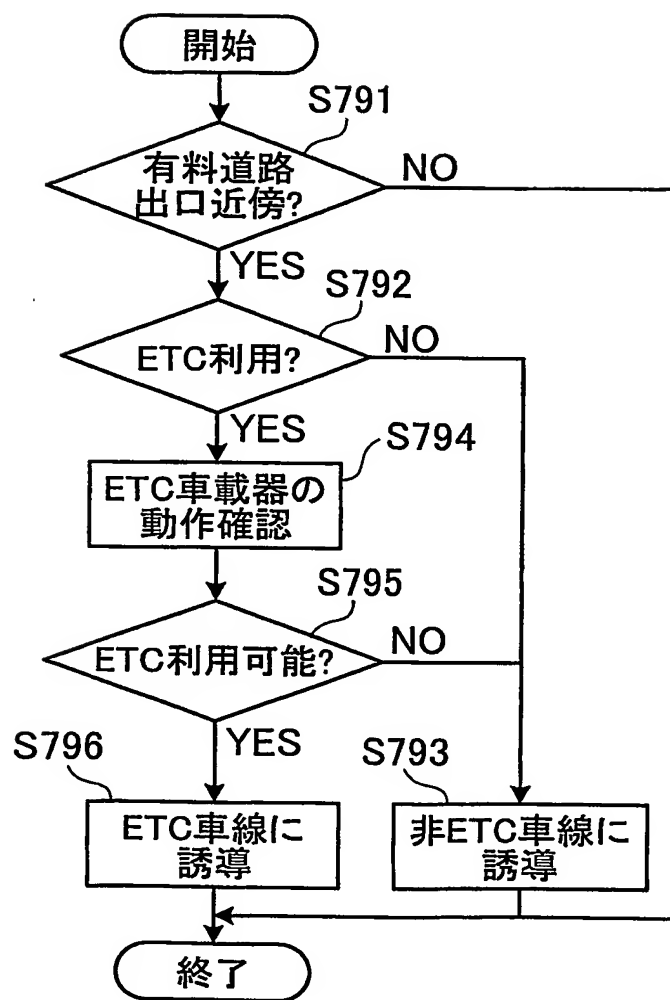 開始
S791
有料道路
出口近傍?
NO
YES
S792
ETC利用?
NO
YES
S794
ETC車載器の
動作確認
S795
ETC利用可能?
NO
YES
S796
S793
ETC車線に
誘導
非ETC車線に
誘導
終了